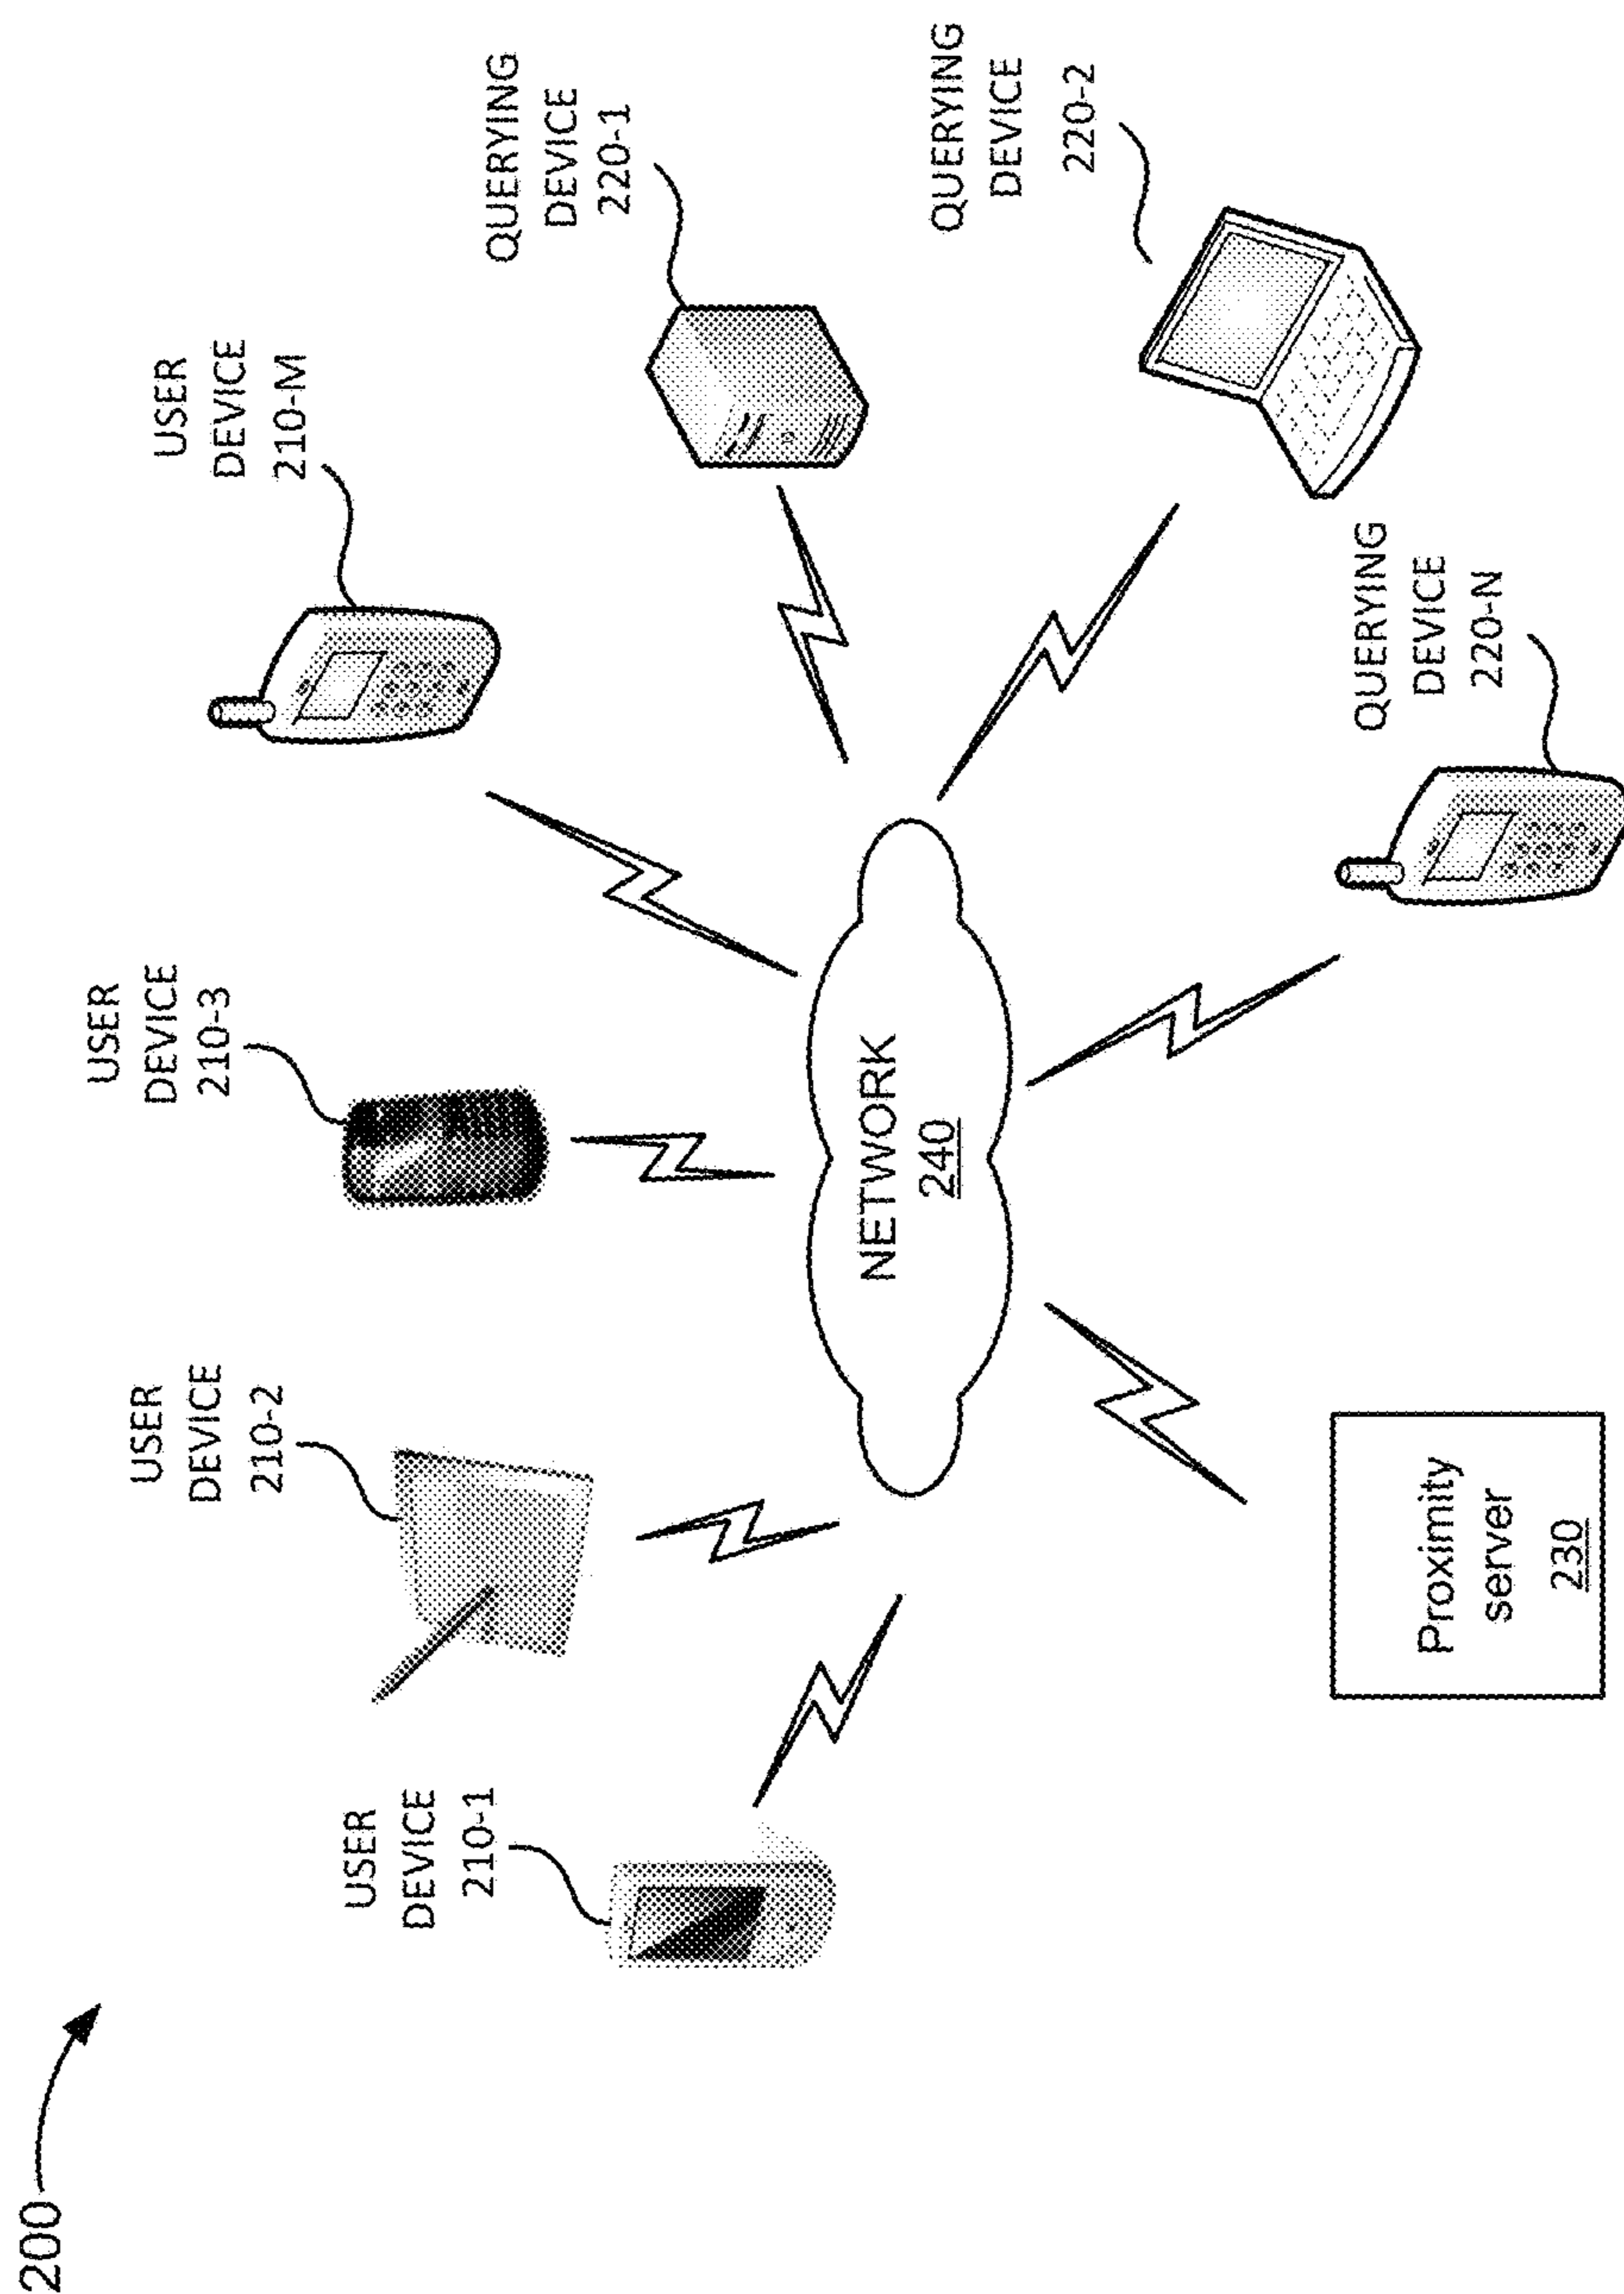 200
USER
DEVICE
210-1
USER
DEVICE
210-2
USER
DEVICE
210-3
USER
DEVICE
210-M
QUERYING
DEVICE
220-1
QUERYING
DEVICE
220-2
QUERYING
DEVICE
220-N
NETWORK
240
Proximity
server
230